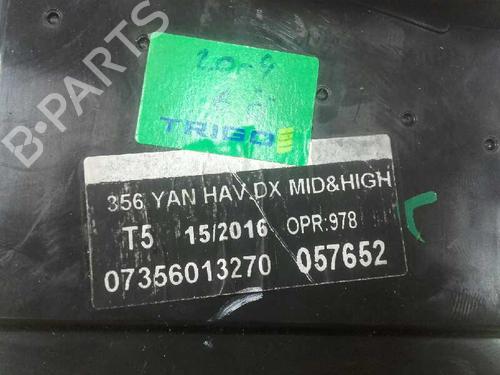 B-PARTS
20-9
TRIGO
356 YAN HAV.DX MID&HIGH
T5 15/2016 OPR:978
07356013270 057652